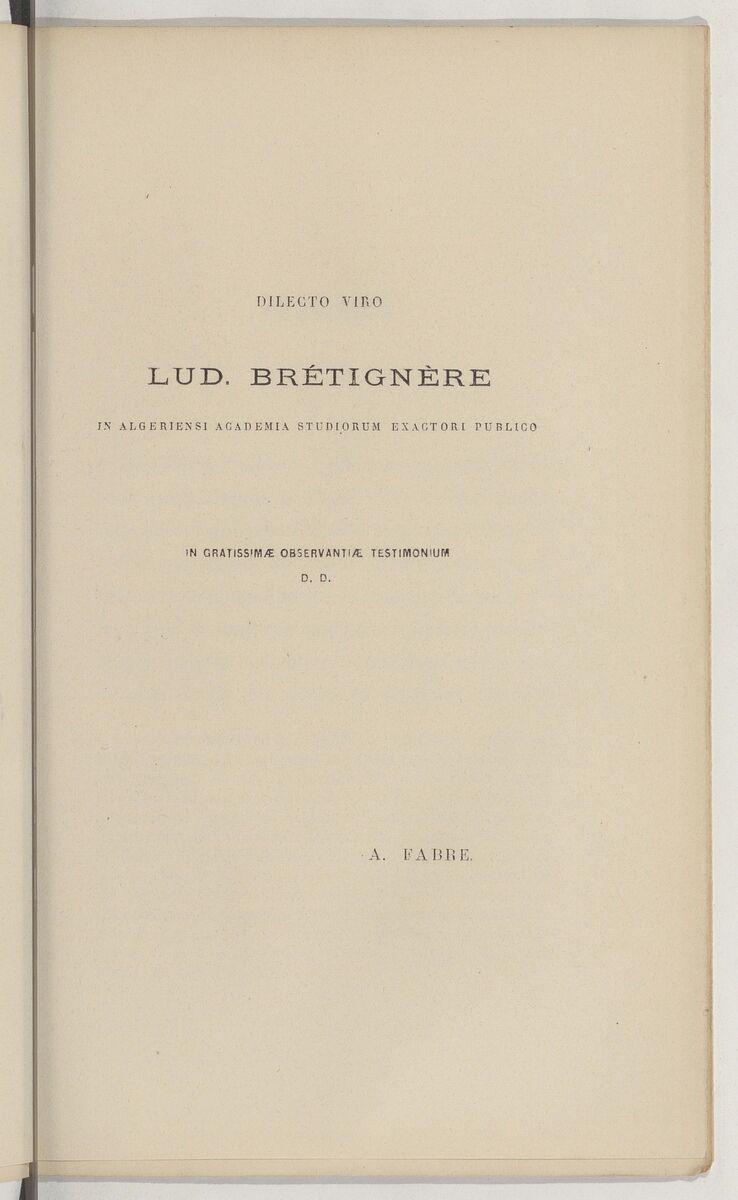 DILECTO VIRO
LUD. BRÉTIGNÈRE
IN ALGERIENSI ACADEMIA STUDIORUM EXACTORI PUBLICO
IN GRATISSIMÆ OBSERVANTIÆ TESTIMONIUM
D. D.
A. FABRE.